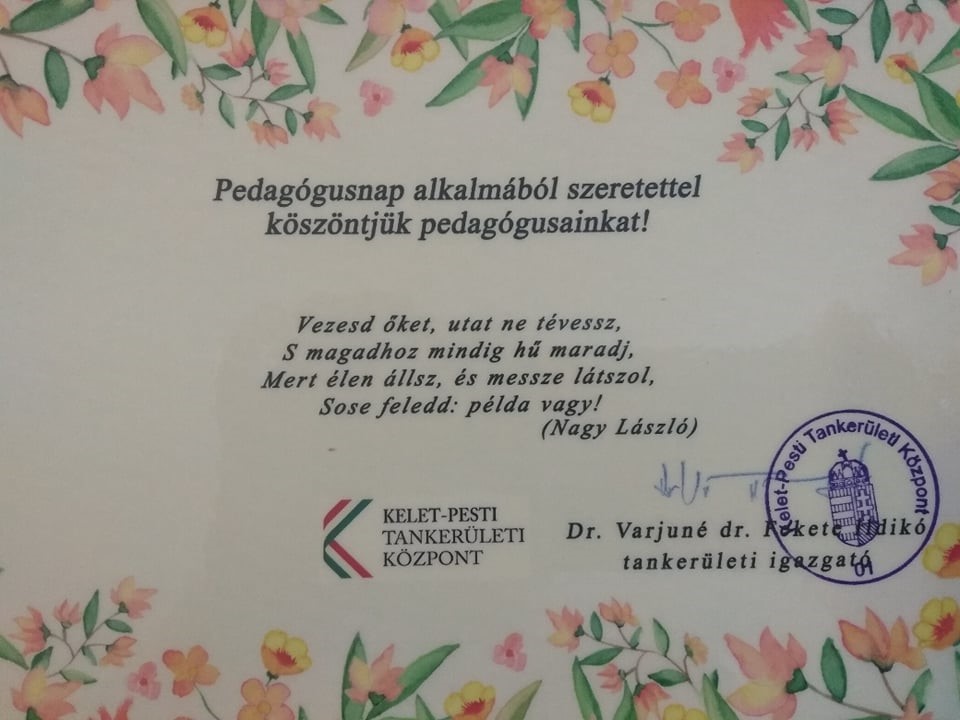 Pedagógusnap alkalmából szeretettel
köszöntjük pedagógusainkat!
Vezesd őket, utat ne tévessz,
S magadhoz mindig hű maradj,
Mert élen állsz, és messze látszol,
Sose feledd: példa vagy!
(Nagy László)
KELET-PESTI
TANKERÜLETI
KÖZPONT
Kelet-Pesti Tankerületi Központ
01
Dr. Varjuné dr. Fekete Ildikó
tankerületi igazgató